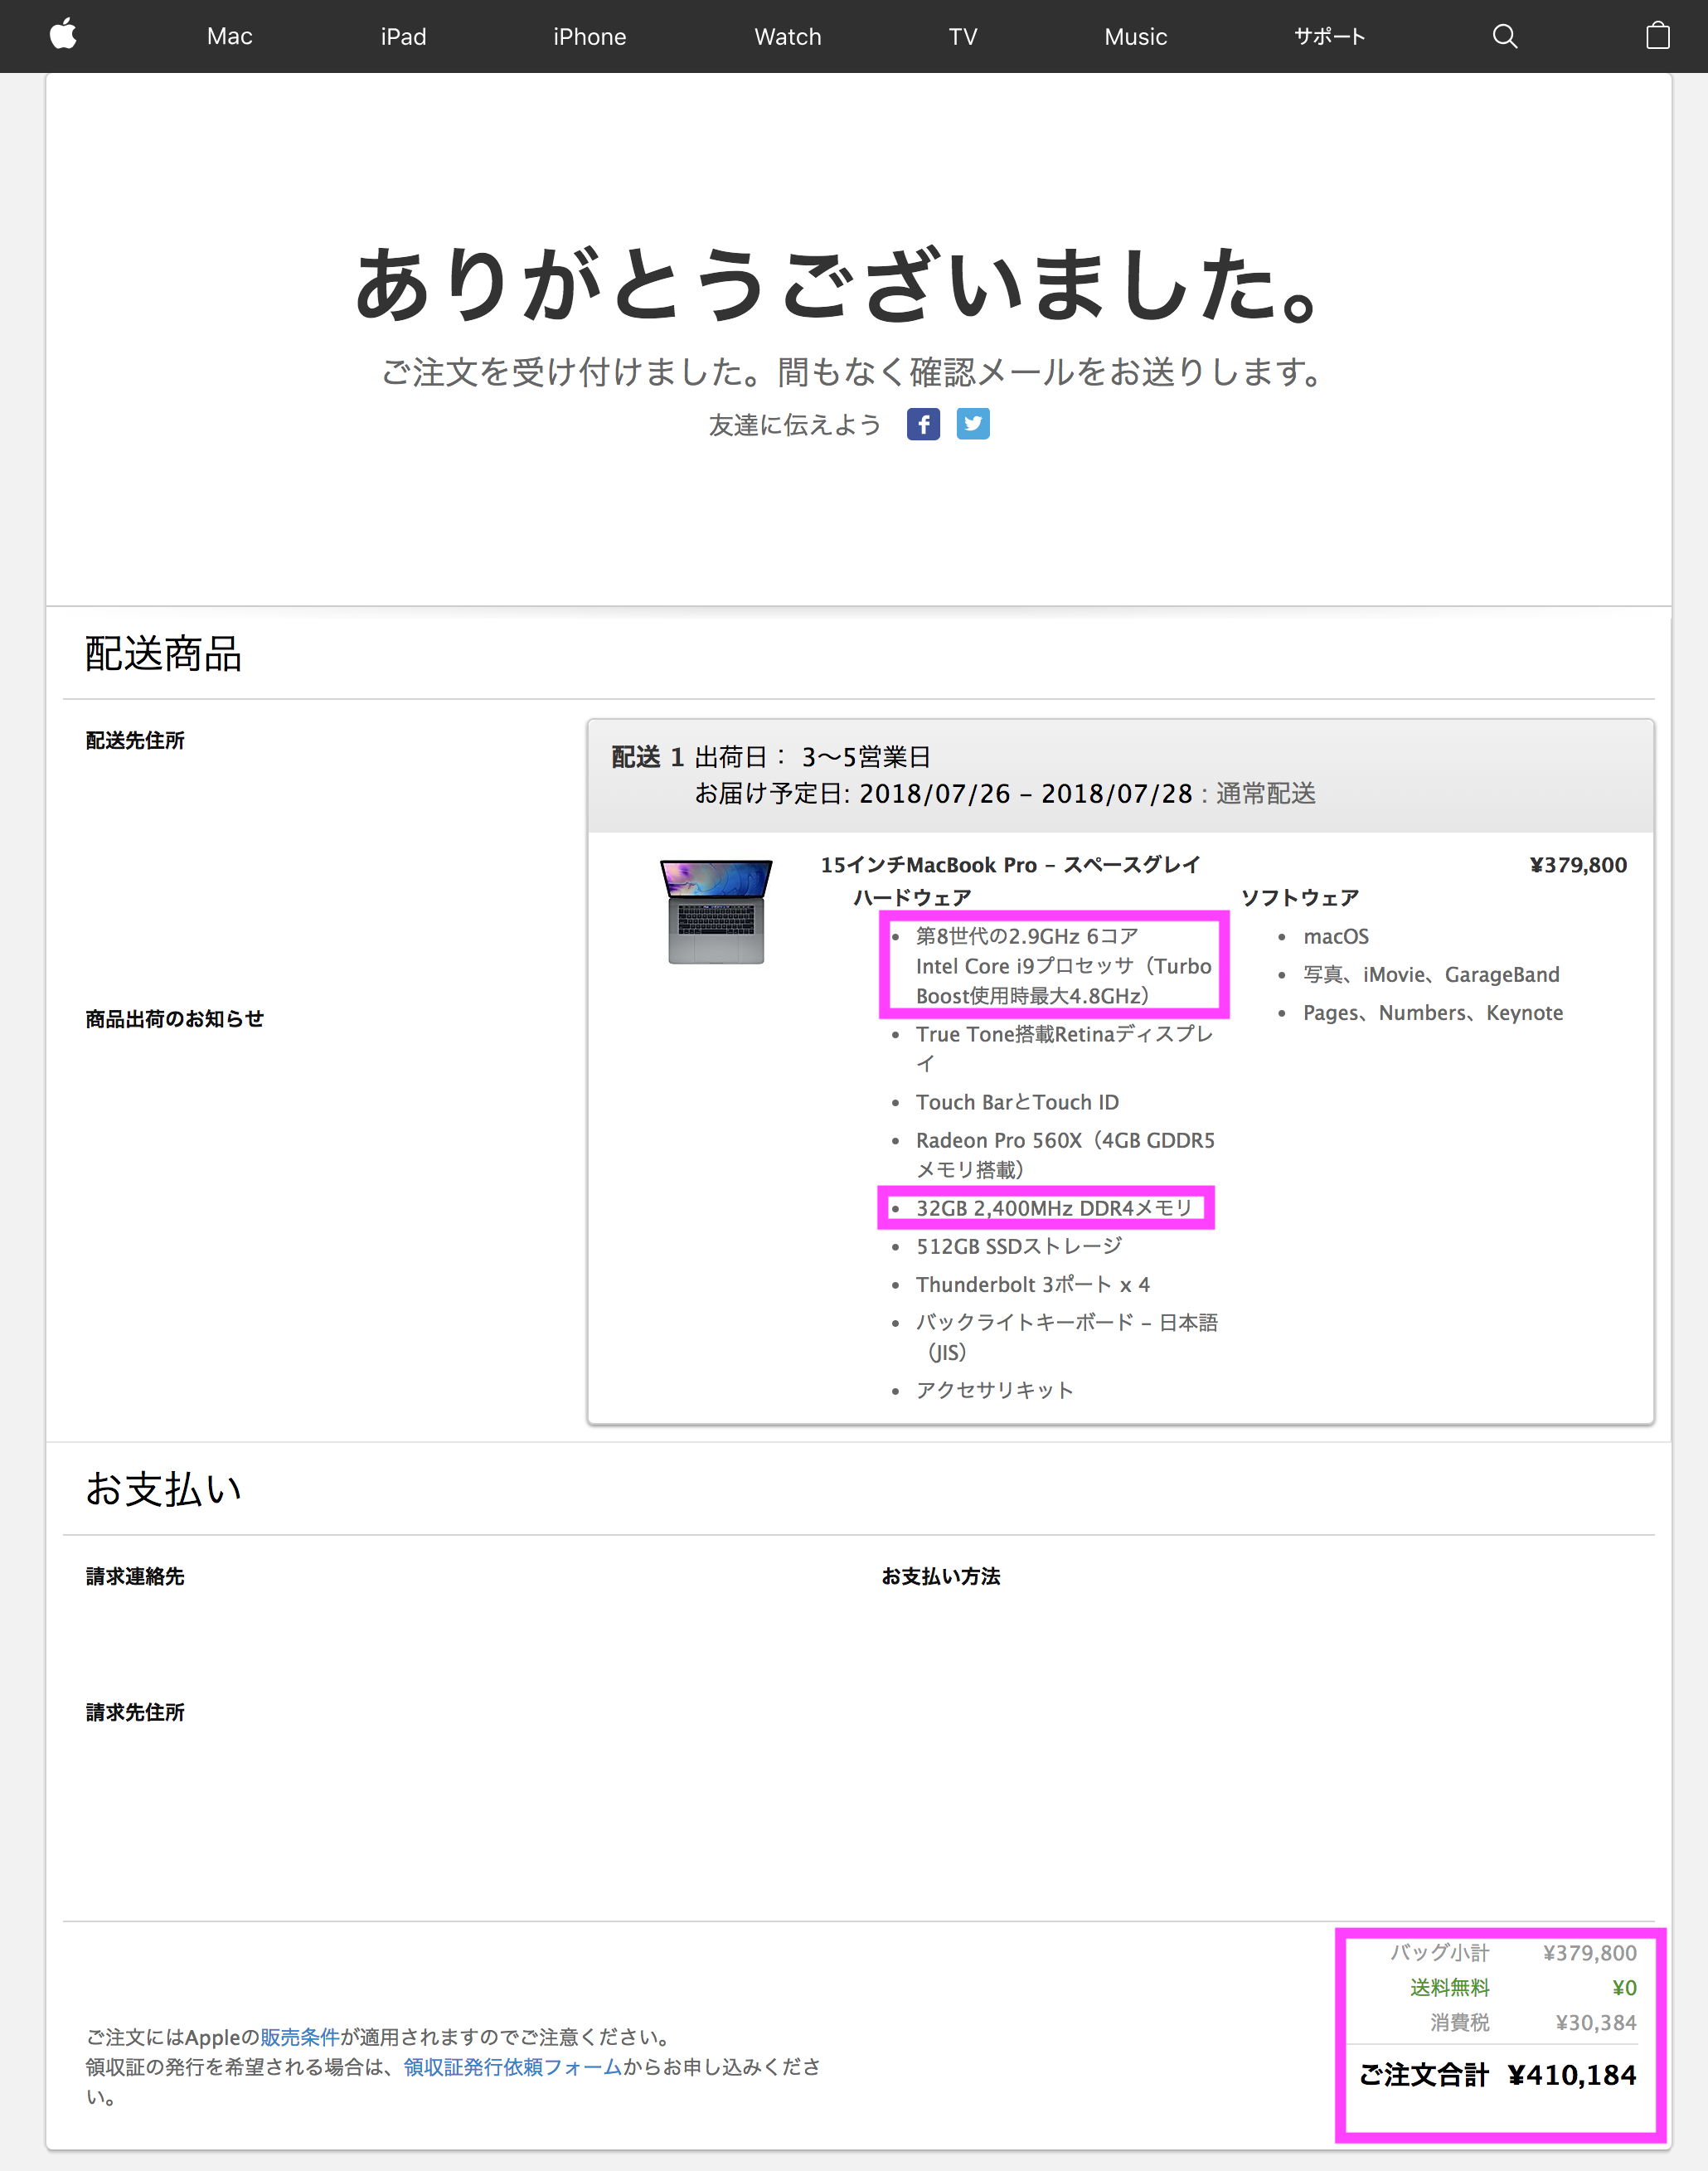 Mac iPad iPhone Watch TV Music サポート
ありがとうございました。
ご注文を受け付けました。間もなく確認メールをお送りします。
友達に伝えよう
配送商品
配送先住所
商品出荷のお知らせ
配送 1 出荷日： 3〜5営業日
お届け予定日: 2018/07/26 – 2018/07/28 : 通常配送
15インチMacBook Pro – スペースグレイ ¥379,800
ハードウェア
• 第8世代の2.9GHz 6コア
Intel Core i9プロセッサ（Turbo
Boost使用時最大4.8GHz）
• True Tone搭載Retinaディスプレ
イ
• Touch BarとTouch ID
• Radeon Pro 560X（4GB GDDR5
メモリ搭載）
• 32GB 2,400MHz DDR4メモリ
• 512GB SSDストレージ
• Thunderbolt 3ポート x 4
• バックライトキーボード – 日本語
（JIS）
• アクセサリキット
ソフトウェア
• macOS
• 写真、iMovie、GarageBand
• Pages、Numbers、Keynote
お支払い
請求連絡先
お支払い方法
請求先住所
バッグ小計 ¥379,800
送料無料 ¥0
消費税 ¥30,384
ご注文合計 ¥410,184
ご注文にはAppleの販売条件が適用されますのでご注意ください。
領収証の発行を希望される場合は、領収証発行依頼フォームからお申し込みくださ
い。